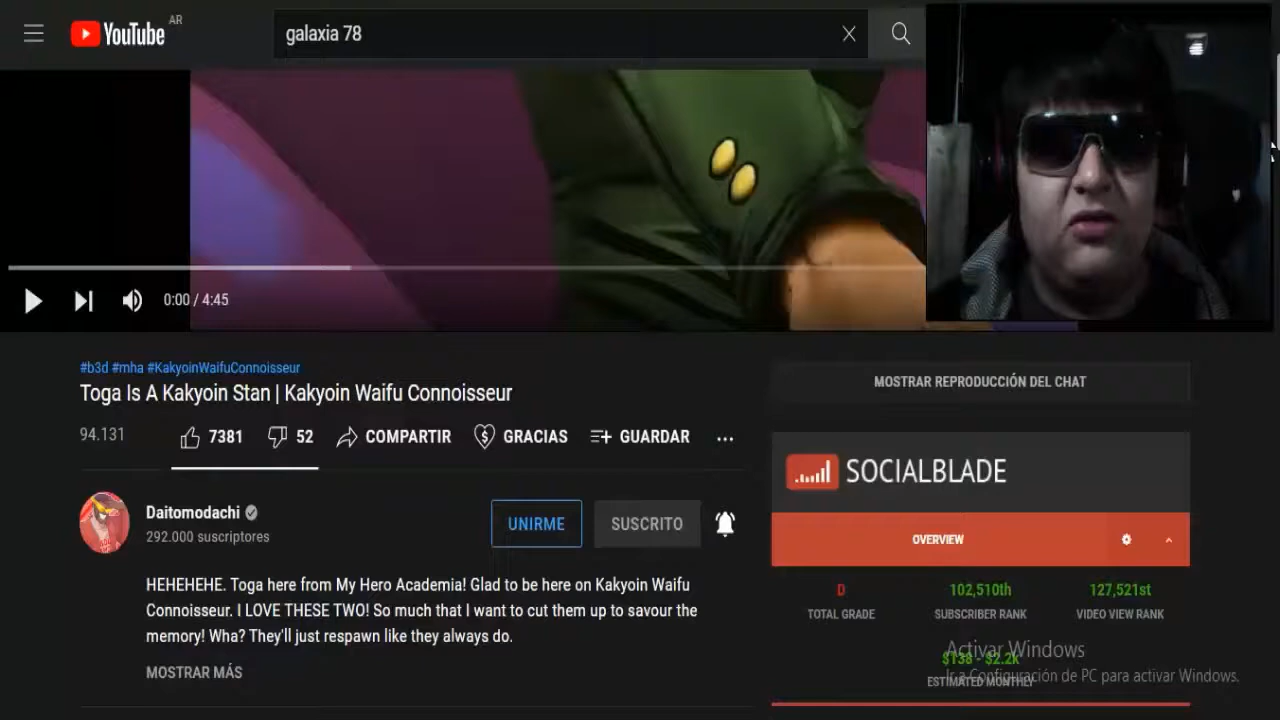 YouTube AR
galaxia 78
0:00 / 4:45
#b3d #mha #KakyoinWaifuConnoisseur
Toga Is A Kakyoin Stan | Kakyoin Waifu Connoisseur
94.131
7381
52
COMPARTIR
GRACIAS
GUARDAR
Daitomodachi
292.000 suscriptores
UNIRME
SUSCRITO
HEHEHEHE. Toga here from My Hero Academia! Glad to be here on Kakyoin Waifu
Connoisseur. I LOVE THESE TWO! So much that I want to cut them up to savour the
memory! Wha? They'll just respawn like they always do.
MOSTRAR MÁS
MOSTRAR REPRODUCCIÓN DEL CHAT
SOCIALBLADE
OVERVIEW
D
TOTAL GRADE
102,510th
SUBSCRIBER RANK
127,521st
VIDEO VIEW RANK
$138 - $2.2k
ESTIMATED MONTHLY
Activar Windows
Ir a Configuración de PC para activar Windows.